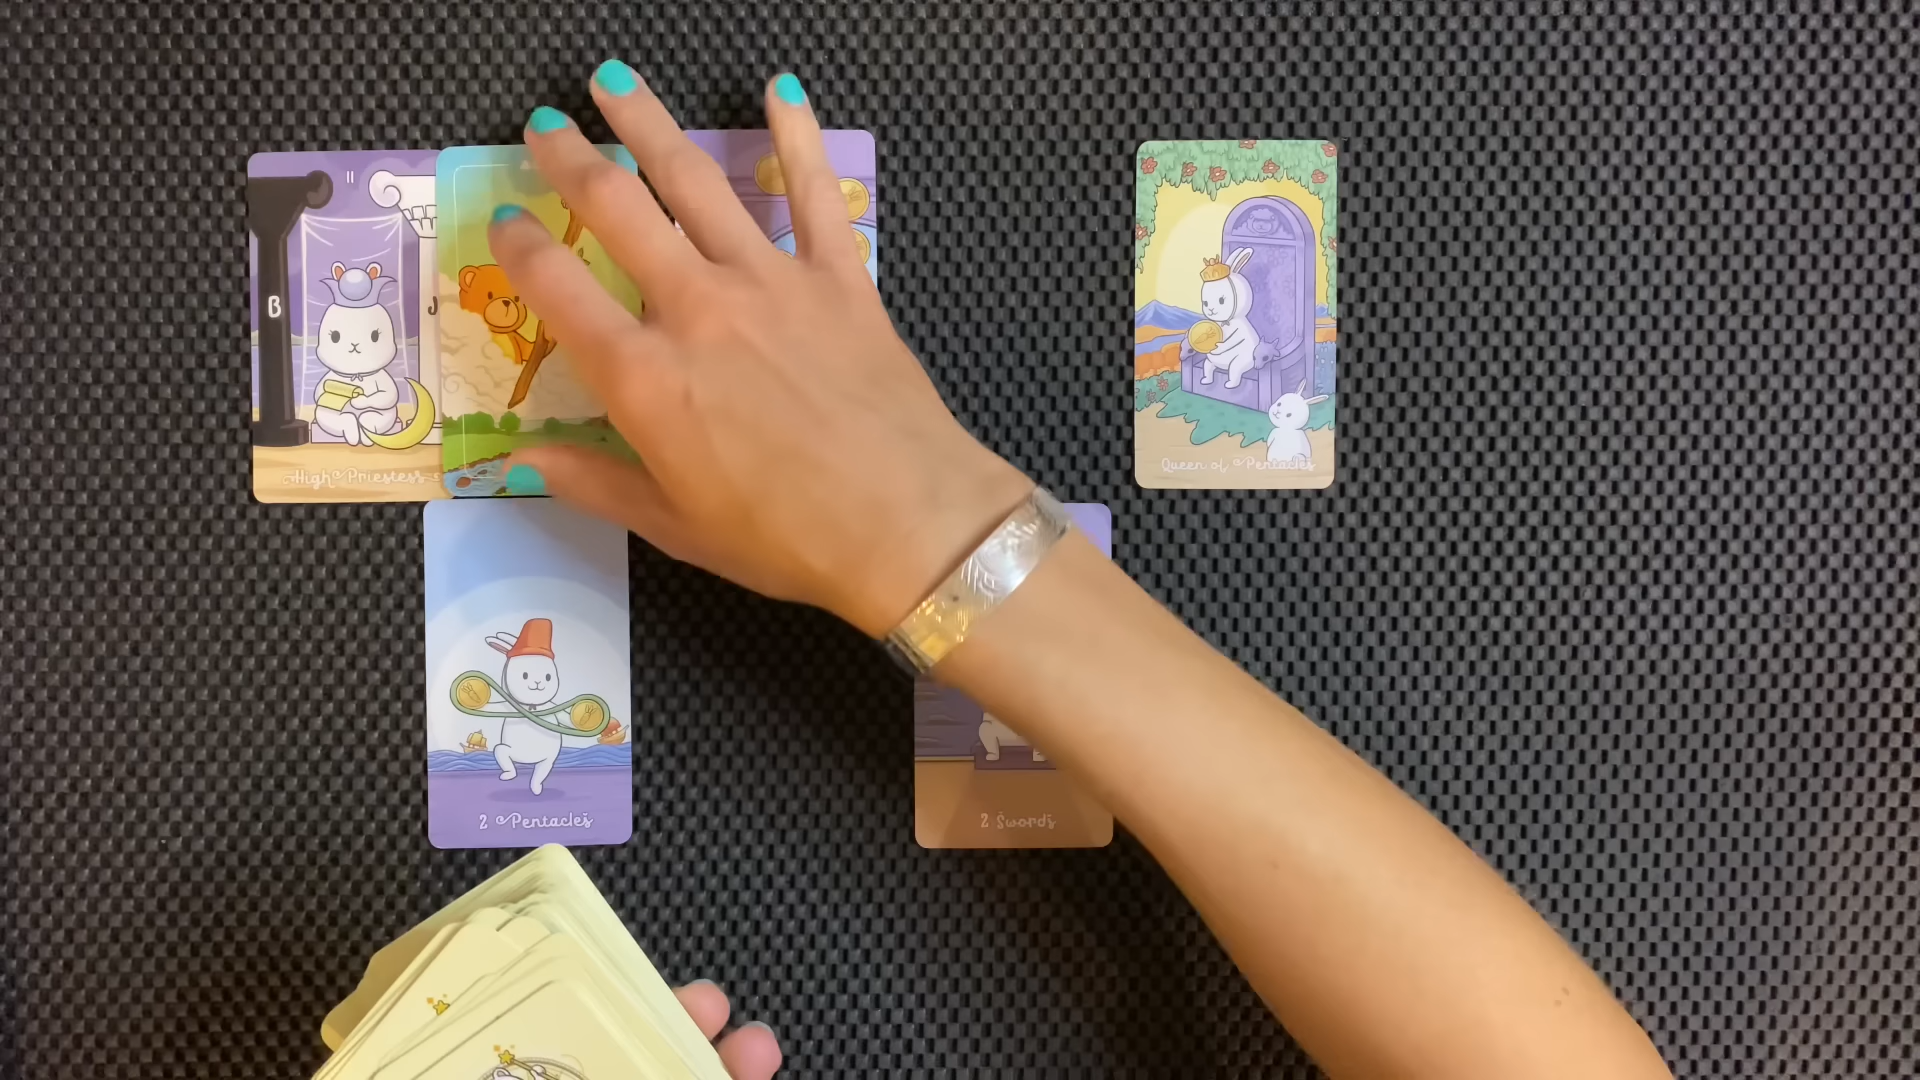 II
B
J
High Priestess
Queen of Pentacles
2 Pentacles
2 Swords